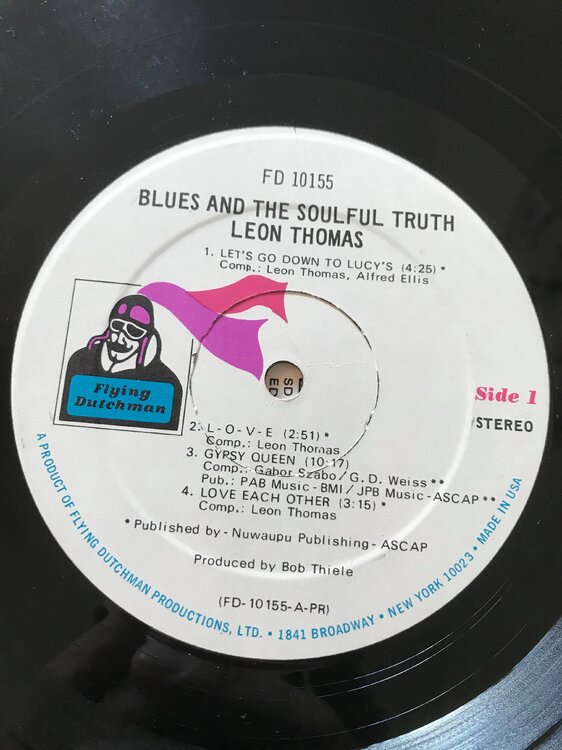 FD 10155
BLUES AND THE SOULFUL TRUTH
LEON THOMAS
1. LET'S GO DOWN TO LUCY'S (4:25) *
Comp.: Leon Thomas, Alfred Ellis
Flying
Dutchman
Side 1
STEREO
SD
ED
2. L-O-V-E (2:51) *
Comp.: Leon Thomas
3. GYPSY QUEEN (10:17)
Comp.: Gabor Szabo/G.D. Weiss **
Pub.: PAB Music-BMI/JPB Music-ASCAP **
4. LOVE EACH OTHER (3:15) *
Comp.: Leon Thomas
* Published by - Nuwaupu Publishing - ASCAP
Produced by Bob Thiele
(FD-10155-A-PR)
A PRODUCT OF FLYING DUTCHMAN PRODUCTIONS, LTD. • 1841 BROADWAY • NEW YORK 10023 • MADE IN USA